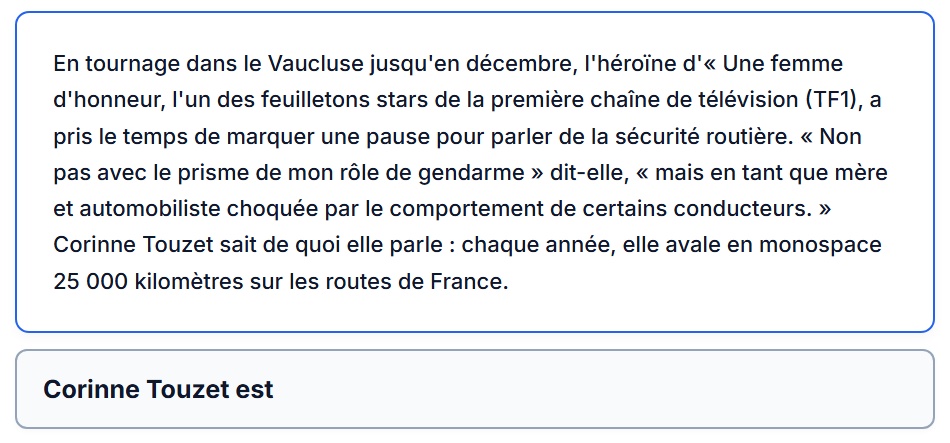 En tournage dans le Vaucluse jusqu'en décembre, l'héroïne d'« Une femme
d'honneur, l'un des feuilletons stars de la première chaîne de télévision (TF1), a
pris le temps de marquer une pause pour parler de la sécurité routière. « Non
pas avec le prisme de mon rôle de gendarme » dit-elle, « mais en tant que mère
et automobiliste choquée par le comportement de certains conducteurs. »
Corinne Touzet sait de quoi elle parle : chaque année, elle avale en monospace
25 000 kilomètres sur les routes de France.
Corinne Touzet est